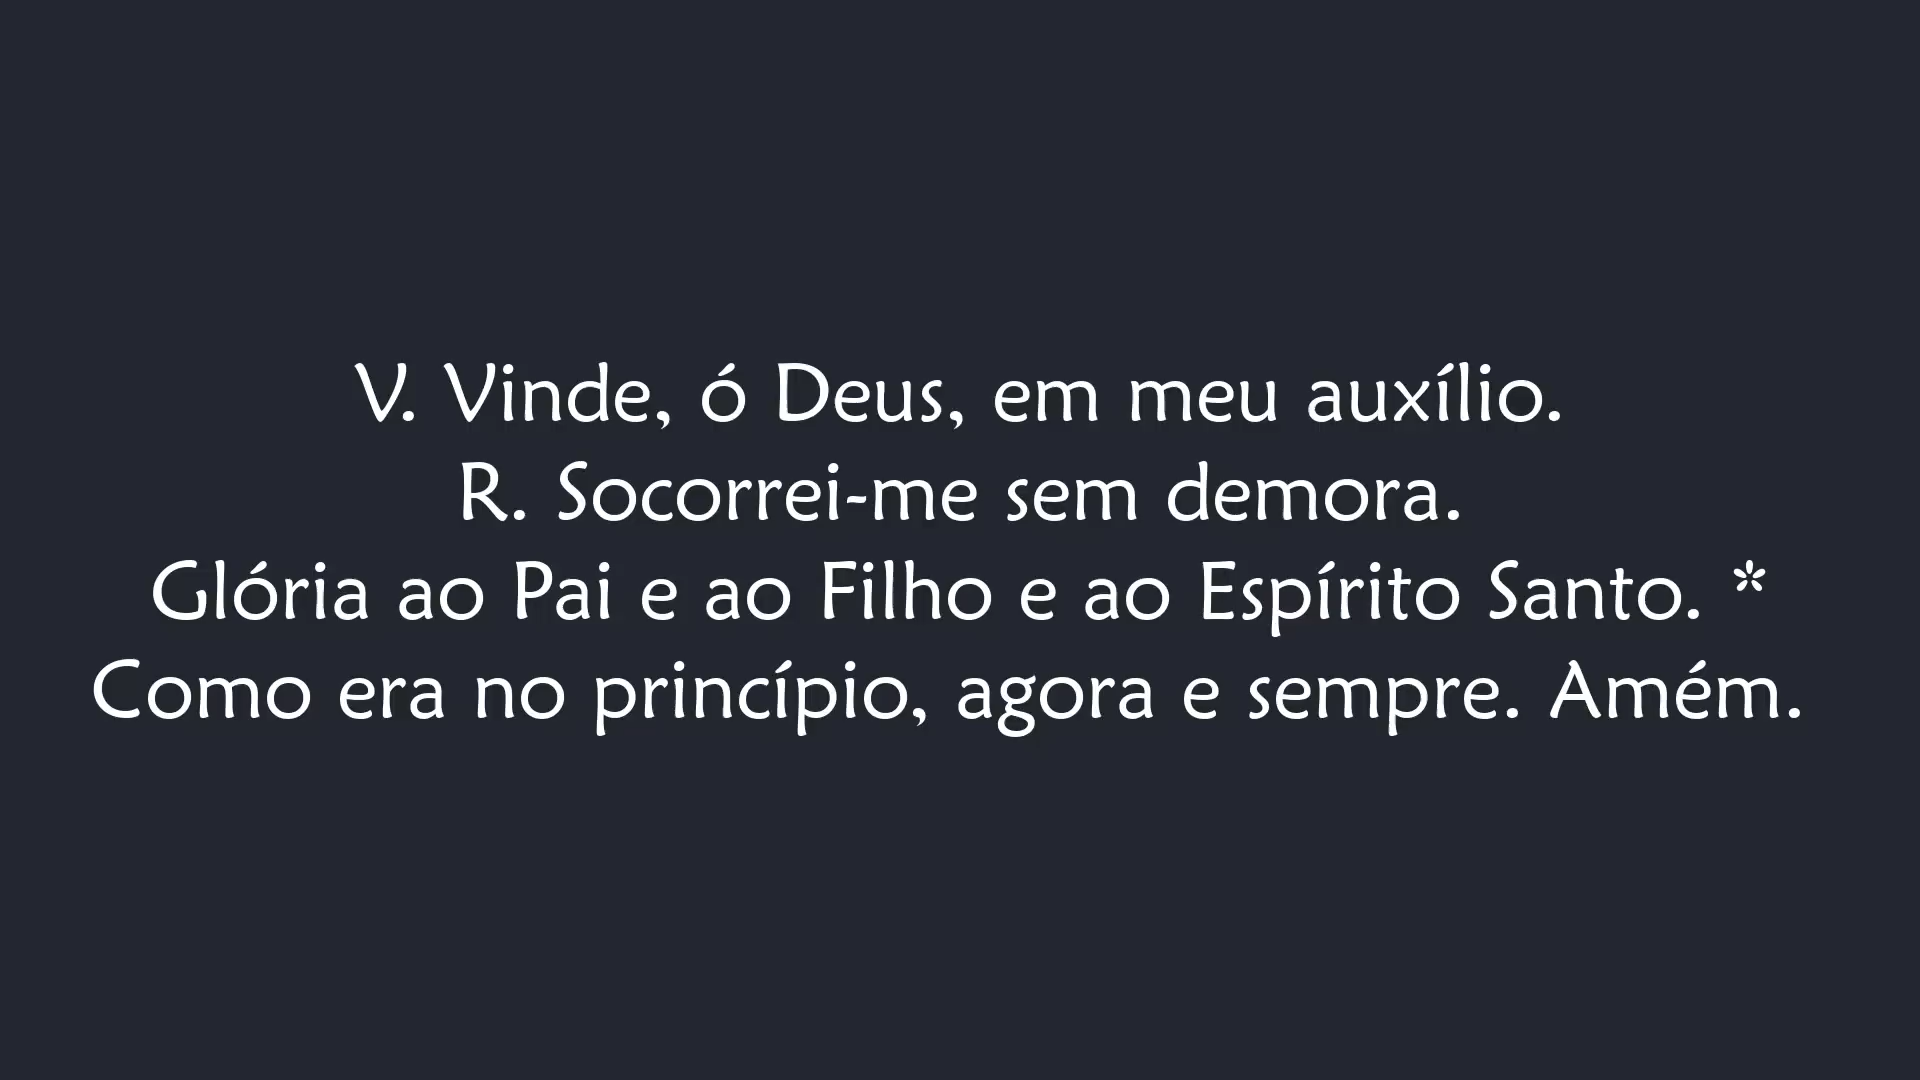 V. Vinde, ó Deus, em meu auxílio.
R. Socorrei-me sem demora.
Glória ao Pai e ao Filho e ao Espírito Santo. *
Como era no princípio, agora e sempre. Amém.